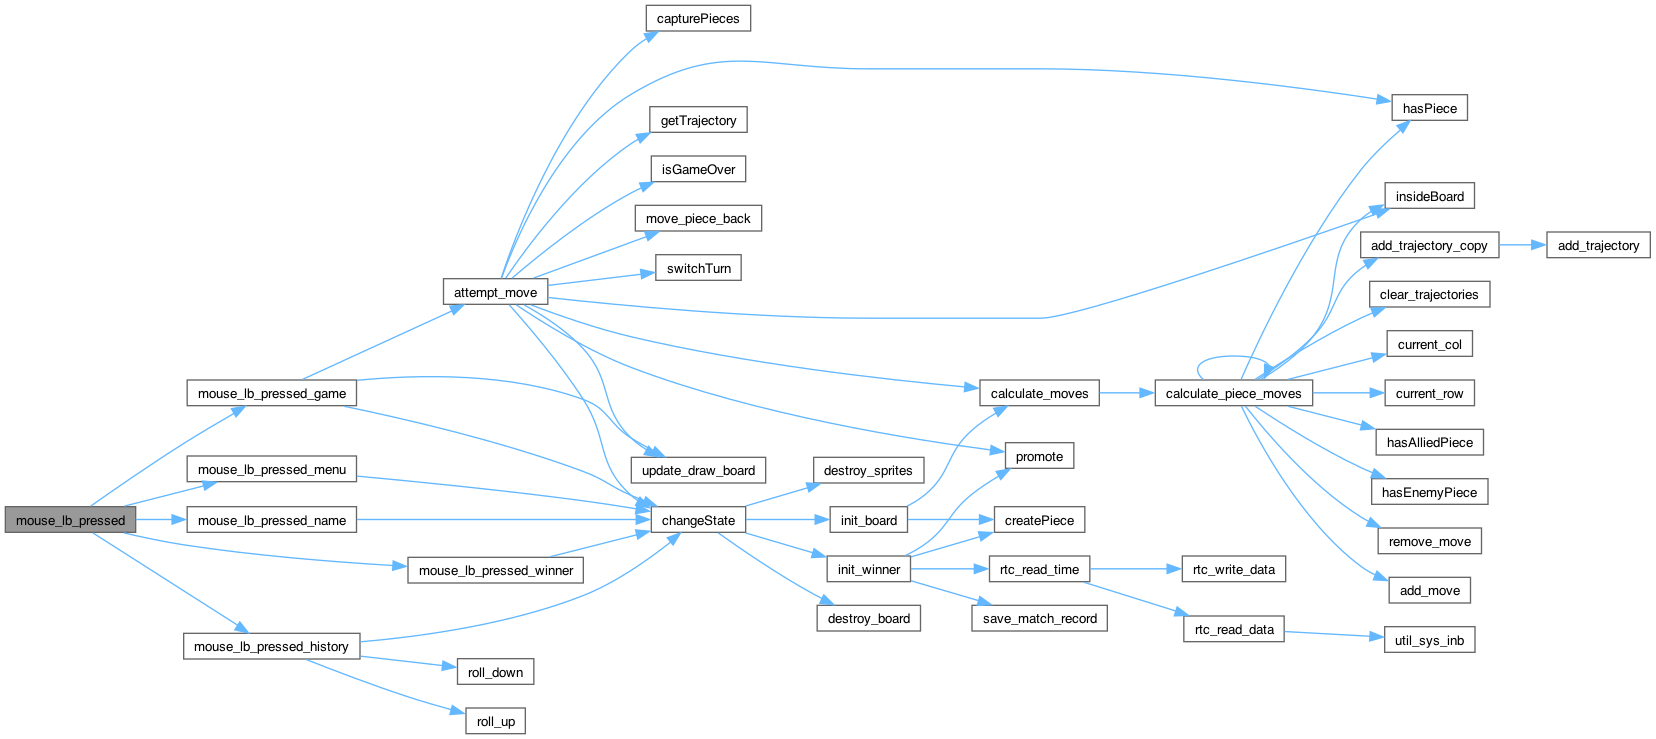 capturePieces
hasPiece
getTrajectory
isGameOver
insideBoard
move_piece_back
add_trajectory_copy
add_trajectory
switchTurn
attempt_move
clear_trajectories
current_col
mouse_lb_pressed_game
calculate_moves
calculate_piece_moves
current_row
hasAlliedPiece
promote
mouse_lb_pressed_menu
update_draw_board
destroy_sprites
hasEnemyPiece
mouse_lb_pressed
mouse_lb_pressed_name
changeState
init_board
createPiece
remove_move
mouse_lb_pressed_winner
init_winner
rtc_read_time
rtc_write_data
add_move
destroy_board
save_match_record
rtc_read_data
util_sys_inb
mouse_lb_pressed_history
roll_down
roll_up